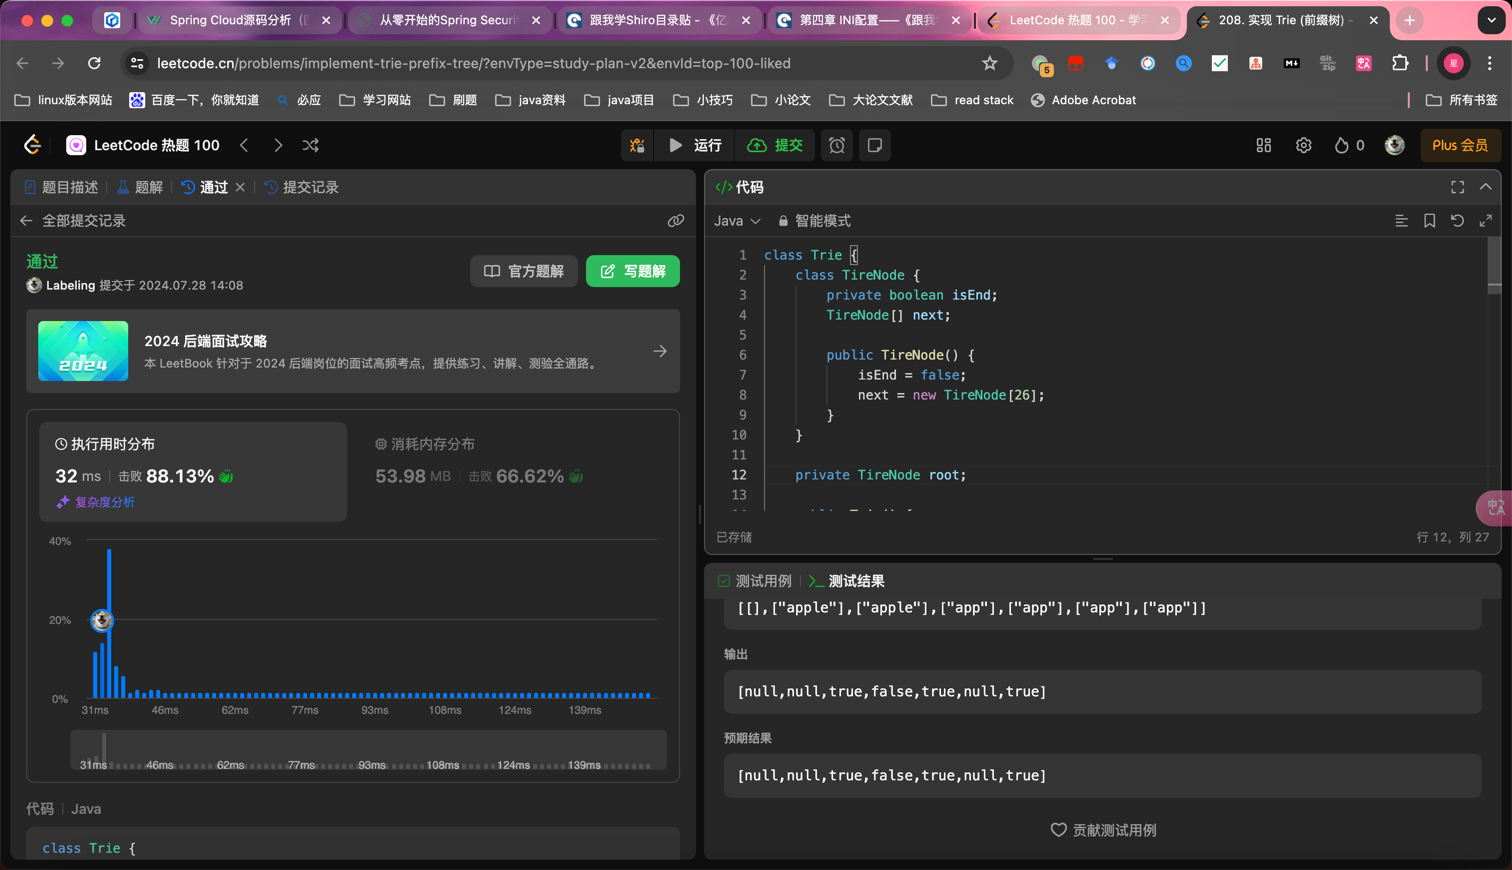 Spring Cloud源码分析
从零开始的Spring Securi
跟我学Shiro目录贴 - 《亿
第四章 INI配置——《跟我
LeetCode 热题 100 - 学
208. 实现 Trie (前缀树) -
leetcode.cn/problems/implement-trie-prefix-tree/?envType=study-plan-v2&envId=top-100-liked
5
星
linux版本网站
百度一下，你就知道
必应
学习网站
刷题
java资料
java项目
小技巧
小论文
大论文文献
read stack
Adobe Acrobat
所有书签
LeetCode 热题 100
运行
提交
0
Plus 会员
题目描述
题解
通过
提交记录
全部提交记录
通过
Labeling 提交于 2024.07.28 14:08
官方题解
写题解
2024
2024 后端面试攻略
本 LeetBook 针对于 2024 后端岗位的面试高频考点，提供练习、讲解、测验全通路。
执行用时分布
32 ms
击败 88.13%
复杂度分析
消耗内存分布
53.98 MB
击败 66.62%
40%
20%
0%
31ms 46ms 62ms 77ms 93ms 108ms 124ms 139ms
31ms 46ms 62ms 77ms 93ms 108ms 124ms 139ms
代码 Java
class Trie {
</>代码
Java
智能模式
1 class Trie {
2 class TireNode {
3 private boolean isEnd;
4 TireNode[] next;
5
6 public TireNode() {
7 isEnd = false;
8 next = new TireNode[26];
9 }
10 }
11
12 private TireNode root;
13
已存储
行 12，列 27
测试用例
测试结果
[[],["apple"],["apple"],["app"],["app"],["app"],["app"]]
输出
[null,null,true,false,true,null,true]
预期结果
[null,null,true,false,true,null,true]
贡献测试用例